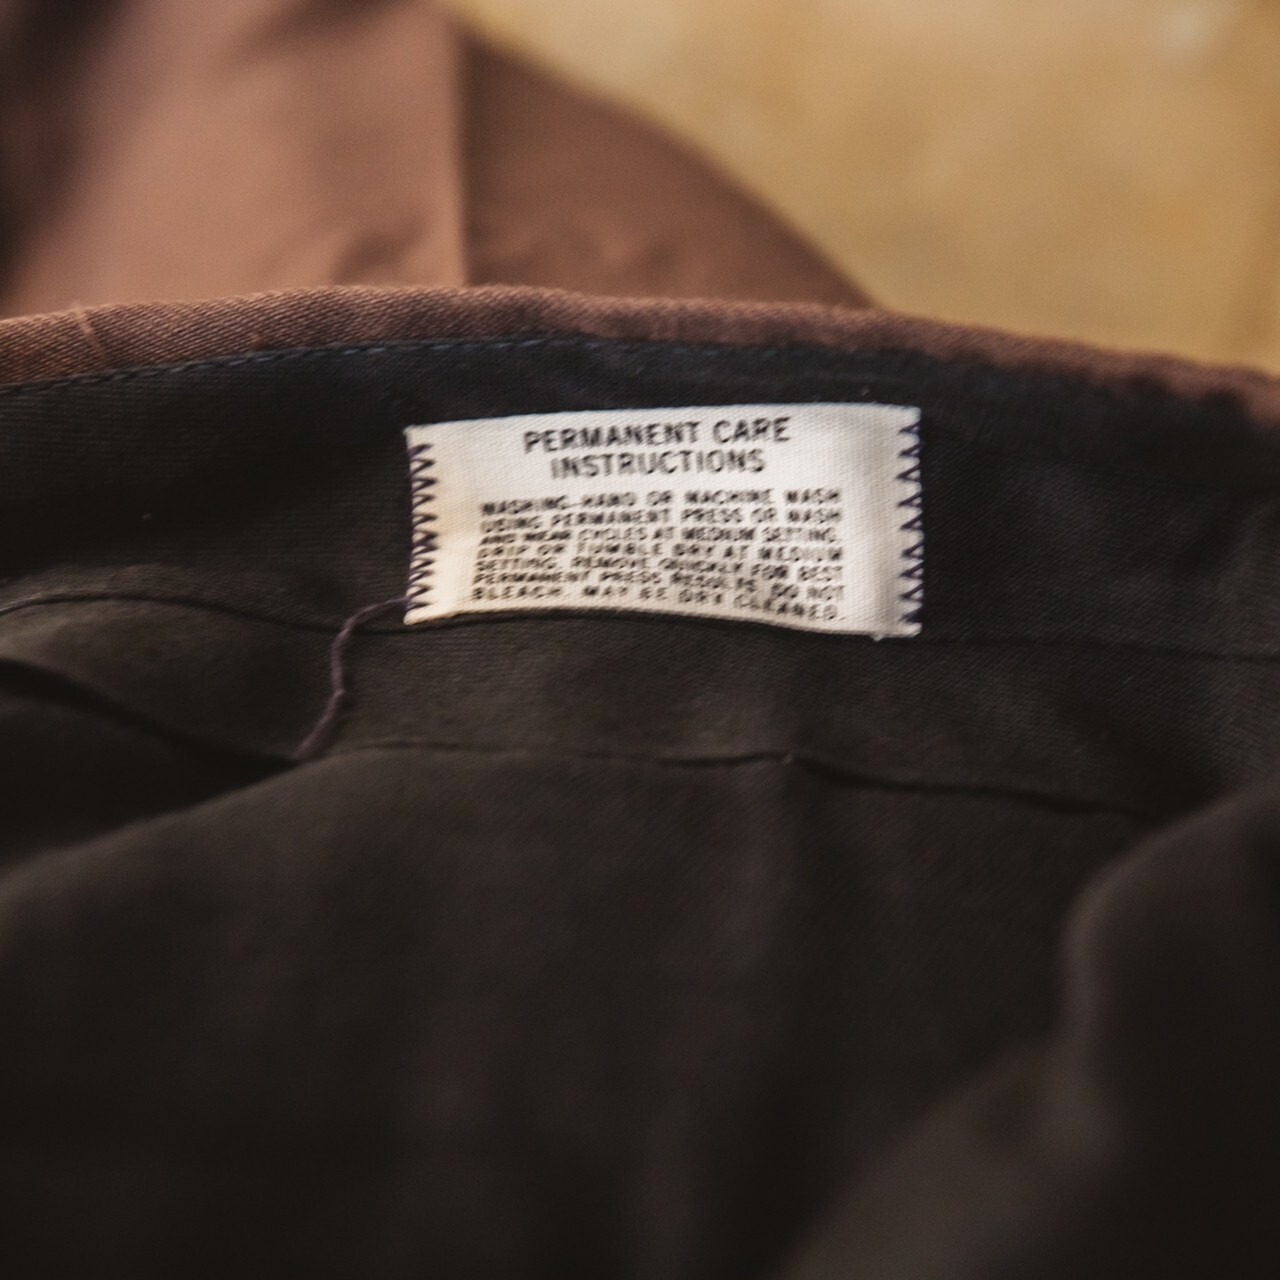 PERMANENT CARE
INSTRUCTIONS
WASHING-HAND OR MACHINE WASH
USING PERMANENT PRESS OR WASH
AND WEAR CYCLES AT MEDIUM SETTING.
DRIP OR TUMBLE DRY AT MEDIUM
SETTING. REMOVE QUICKLY FOR BEST
PERMANENT PRESS RESULTS. DO NOT
BLEACH. MAY BE DRY CLEANED.